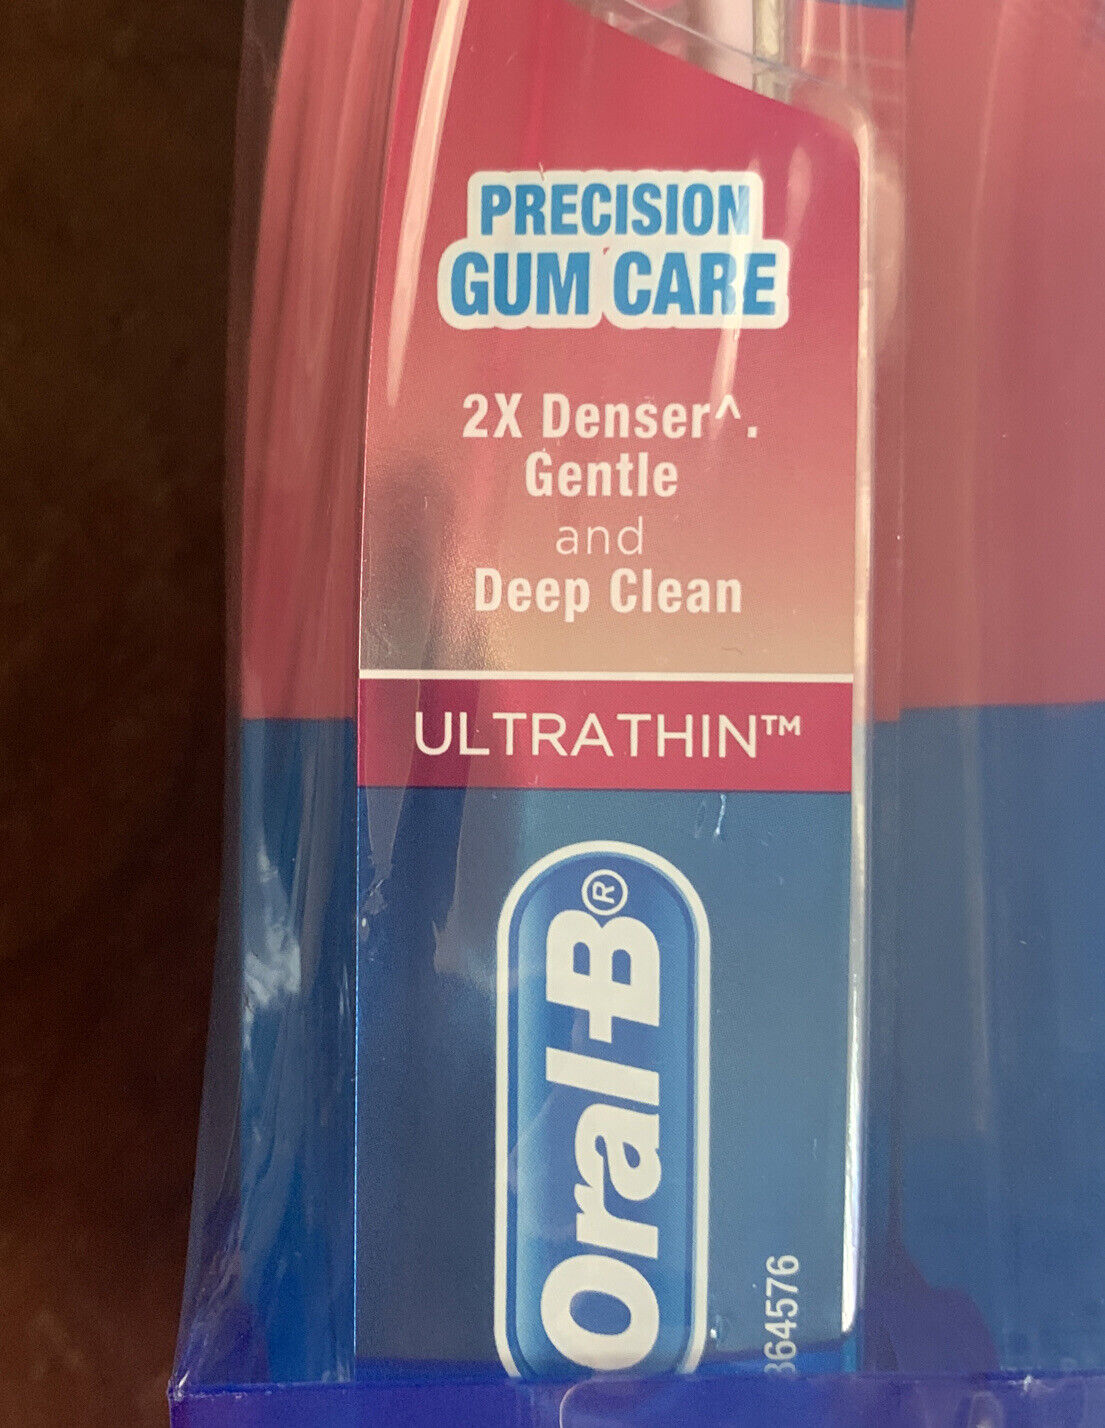 PRECISION
GUM CARE
2X Denser^.
Gentle
and
Deep Clean
ULTRATHIN™
Oral-B®
364576